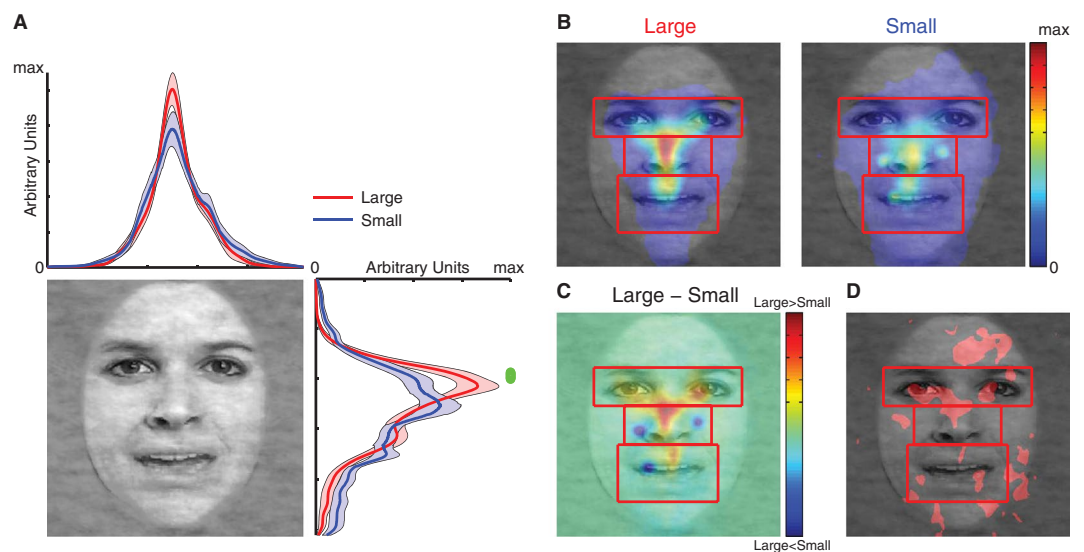 A
max
Arbitrary Units
0
Large
Small
0 Arbitrary Units max
B
Large
Small
max
0
C
Large – Small
Large>Small
Large<Small
D